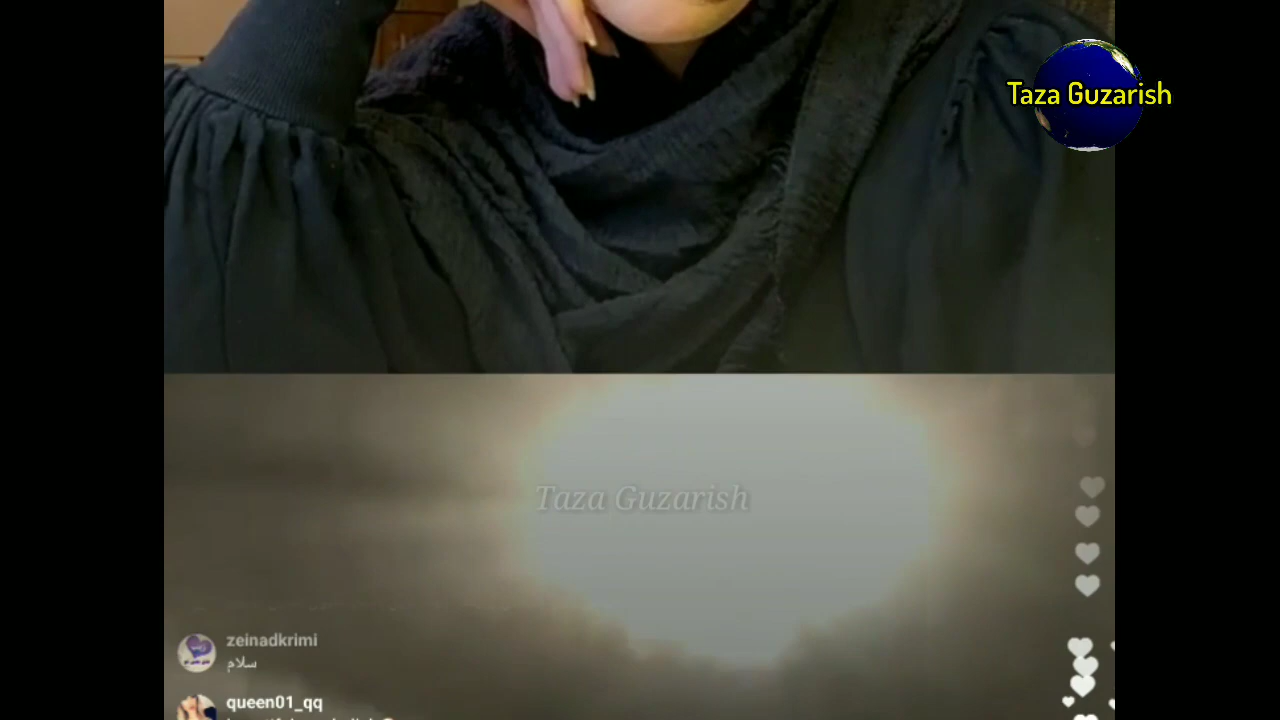 Taza Guzarish
Taza Guzarish
zeinadkrimi
سلام
queen01_qq